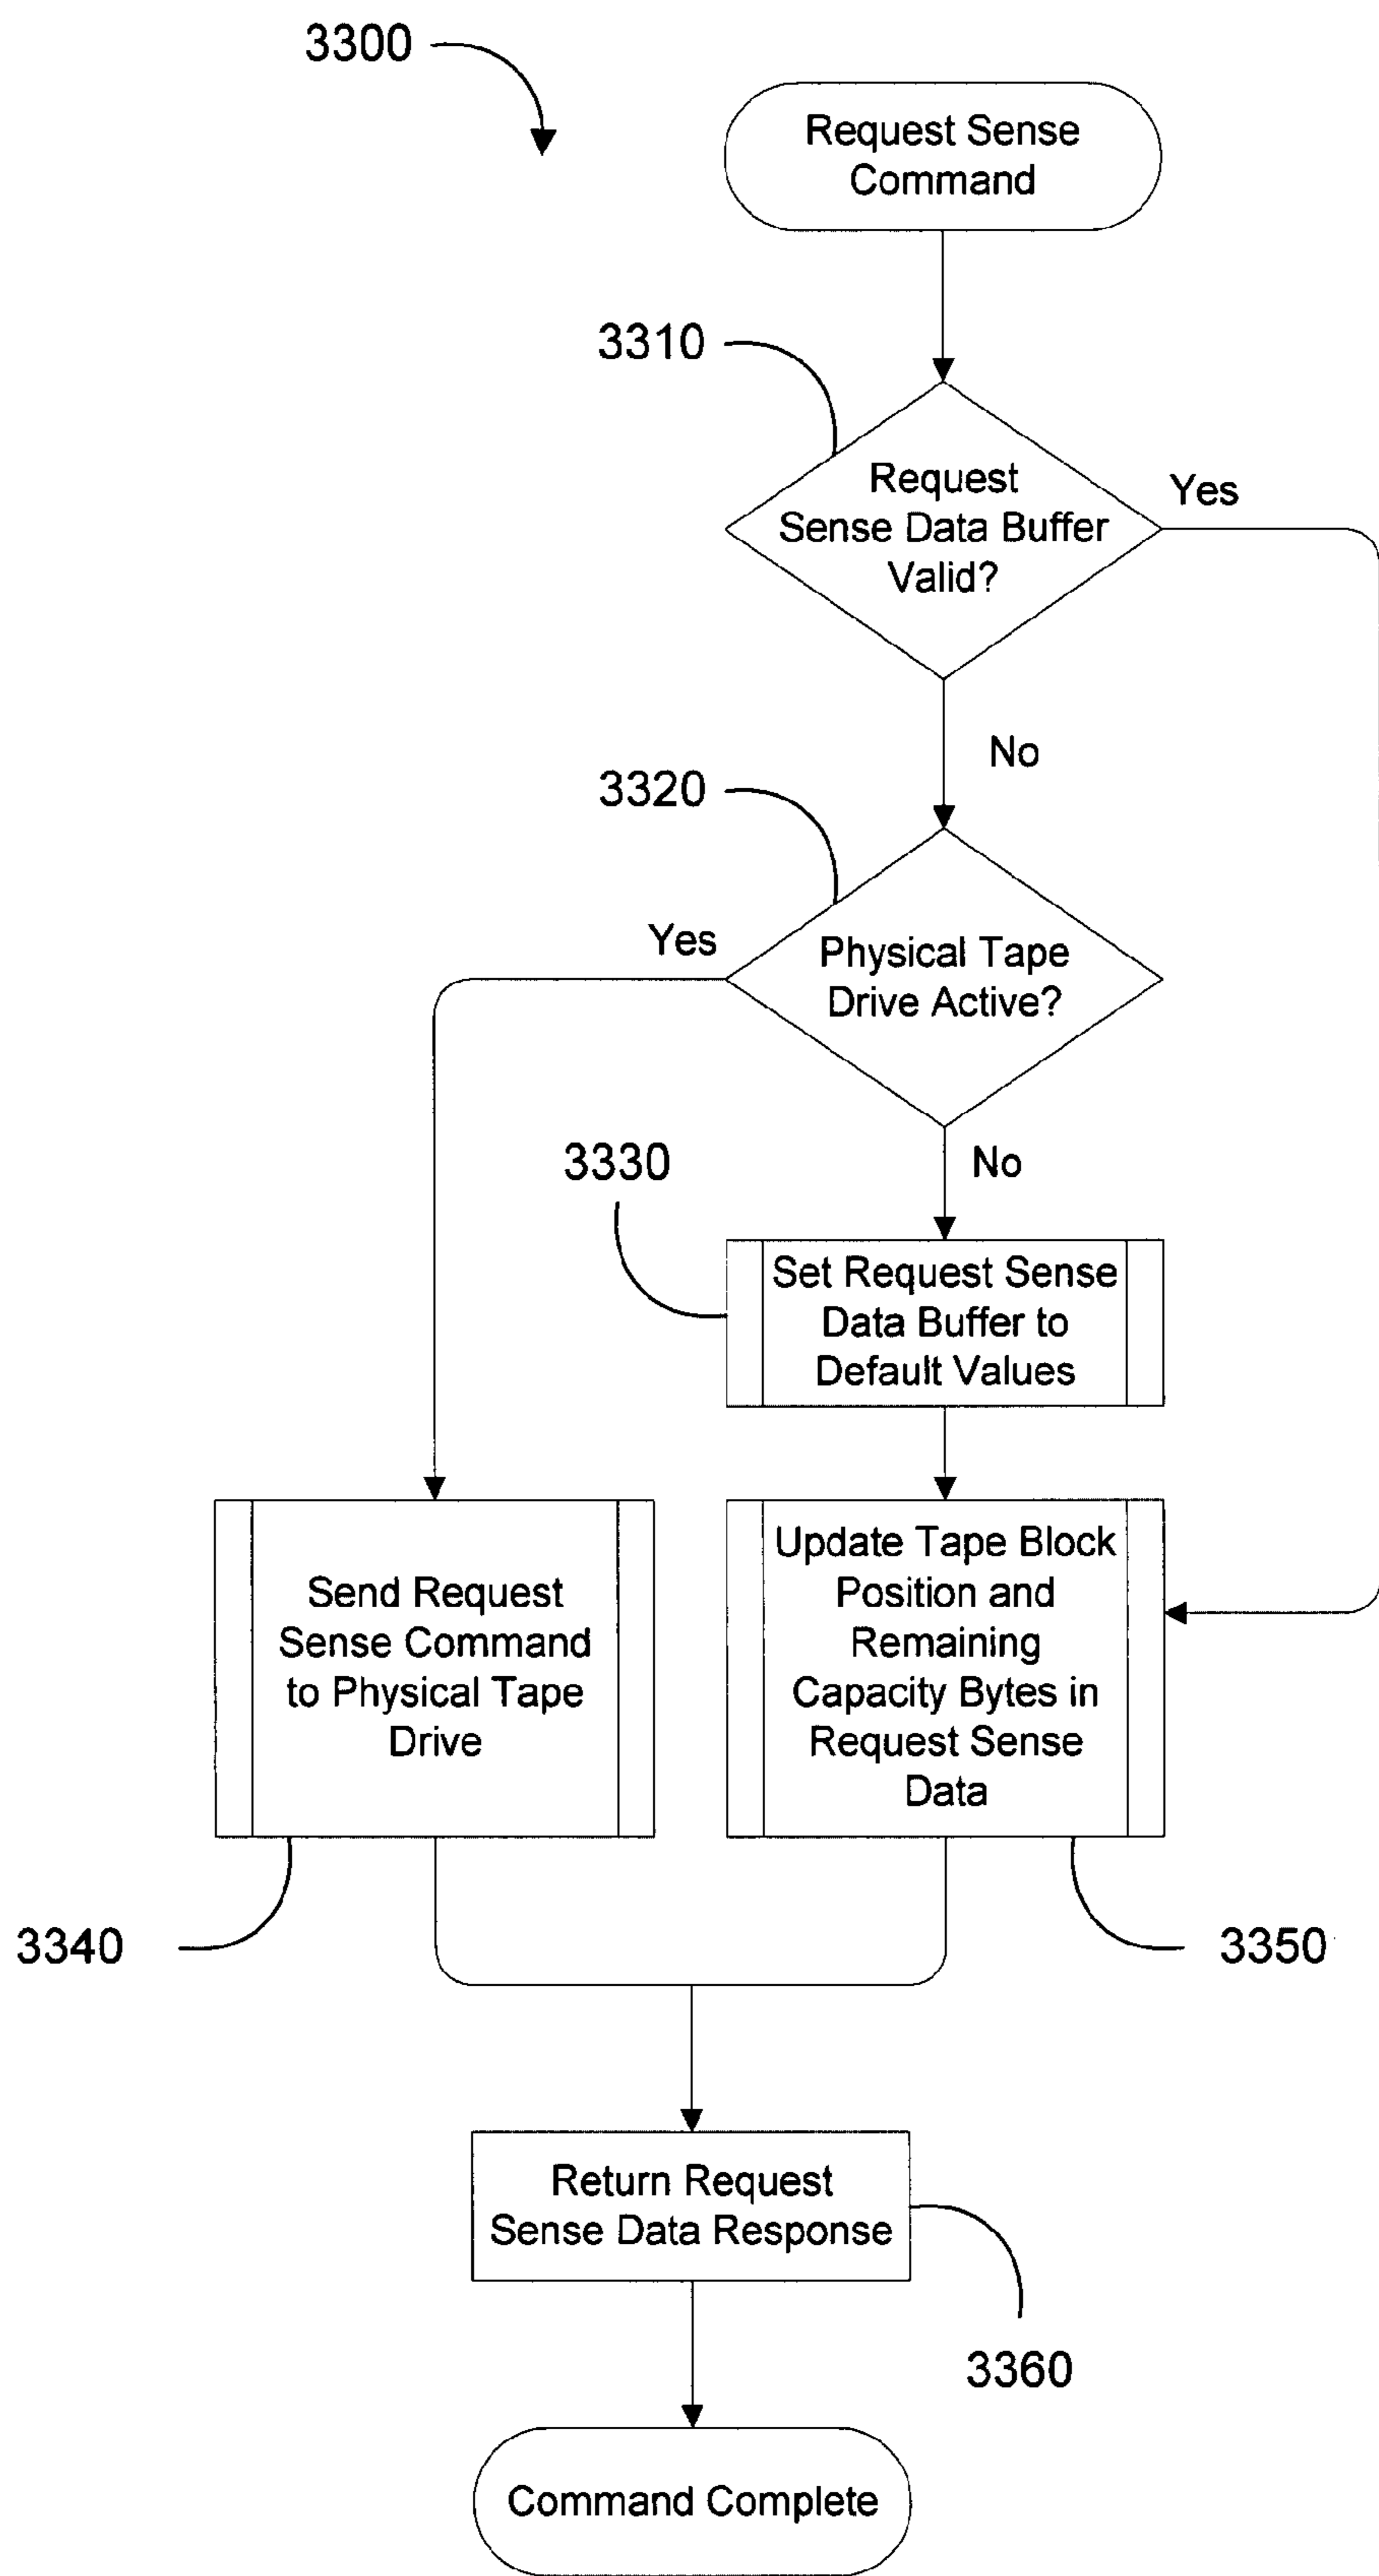 3300
Request Sense
Command
3310
Request
Sense Data Buffer
Valid?
Yes
No
3320
Yes
Physical Tape
Drive Active?
No
3330
Set Request Sense
Data Buffer to
Default Values
Send Request
Sense Command
to Physical Tape
Drive
Update Tape Block
Position and
Remaining
Capacity Bytes in
Request Sense
Data
3340
3350
Return Request
Sense Data Response
3360
Command Complete